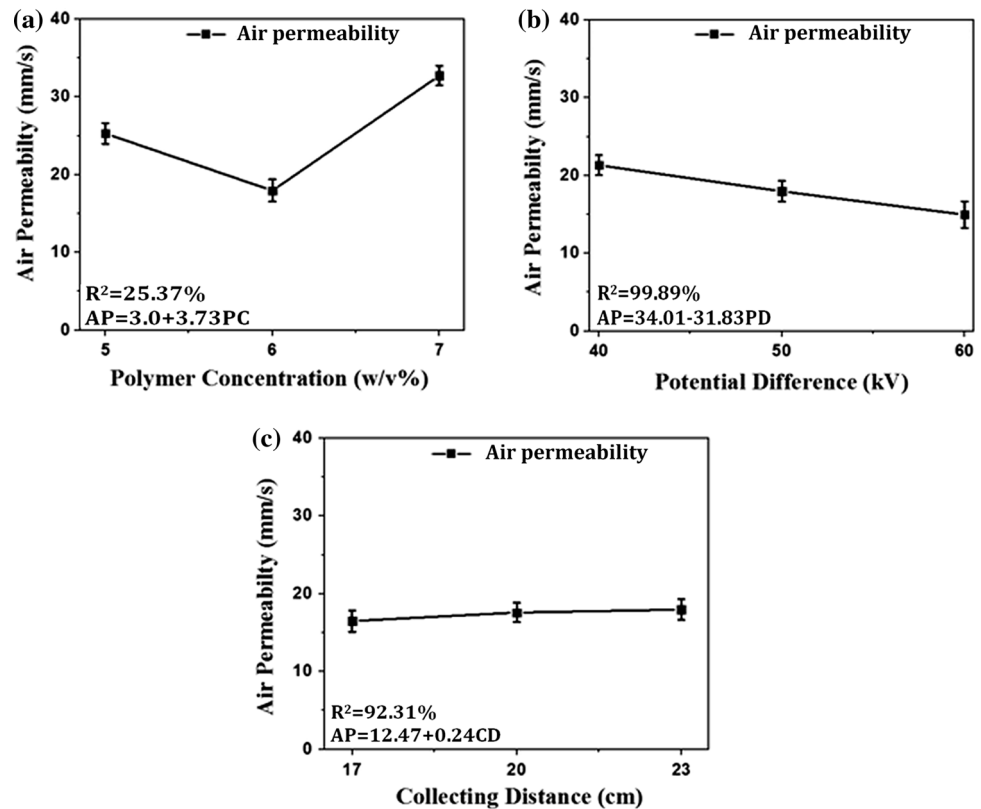 (a)
Air permeability
40
30
20
10
0
Air Permeabilty (mm/s)
R²=25.37%
AP=3.0+3.73PC
5 6 7
Polymer Concentration (w/v%)
(b)
Air permeability
40
30
20
10
0
Air Permeabilty (mm/s)
R²=99.89%
AP=34.01-31.83PD
40 50 60
Potential Difference (kV)
(c)
Air permeability
40
30
20
10
0
Air Permeabilty (mm/s)
R²=92.31%
AP=12.47+0.24CD
17 20 23
Collecting Distance (cm)